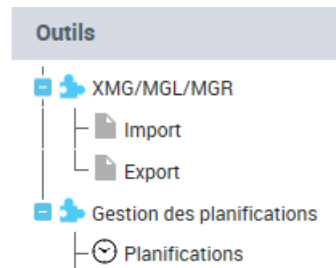 Outils
XMG/MGL/MGR
Import
Export
Gestion des planifications
Planifications